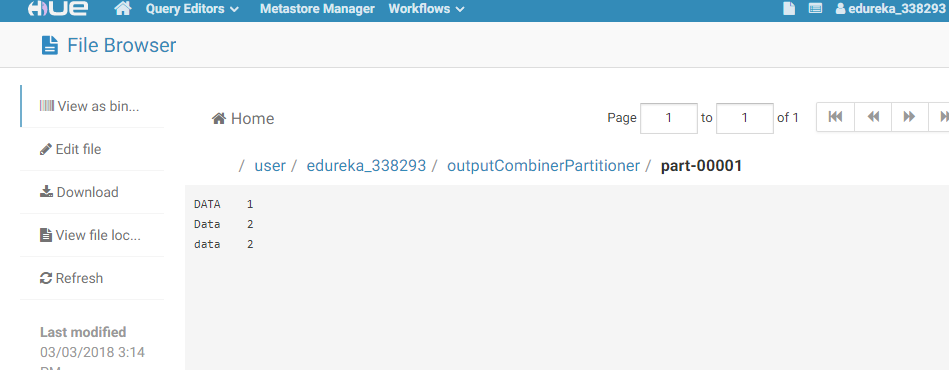 HUE Query Editors Metastore Manager Workflows edureka_338293
File Browser
View as bin...
Edit file
Download
View file loc...
Refresh
Last modified
03/03/2018 3:14
PM
Home
Page 1 to 1 of 1
/ user / edureka_338293 / outputCombinerPartitioner / part-00001
DATA 1
Data 2
data 2